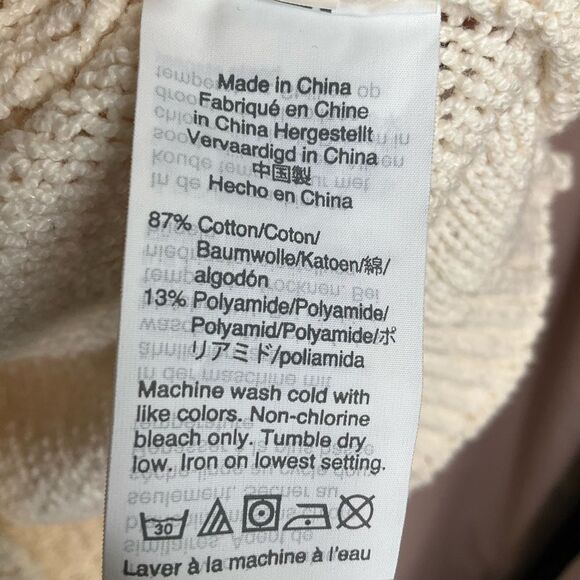 Made in China
Fabriqué en Chine
in China Hergestellt
Vervaardigd in China
中国製
Hecho en China
87% Cotton/Coton/
Baumwolle/Katoen/綿/
algodón
13% Polyamide/Polyamide/
Polyamid/Polyamide/ポ
リアミド/poliamida
Machine wash cold with
like colors. Non-chlorine
bleach only. Tumble dry
low. Iron on lowest setting.
30
Laver à la machine à l'eau